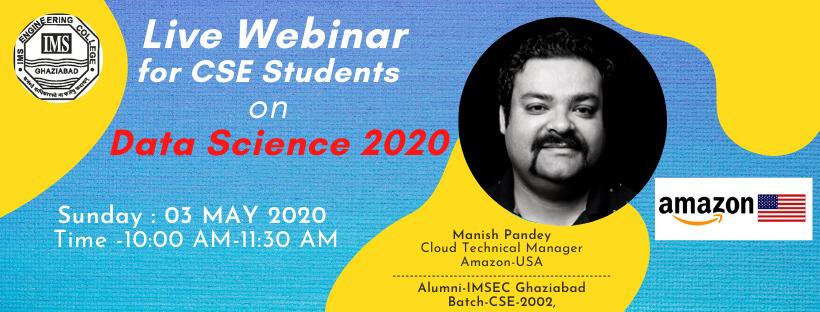 IMS ENGINEERING COLLEGE
IMS
GHAZIABAD
Live Webinar
for CSE Students
on
Data Science 2020
Sunday : 03 MAY 2020
Time -10:00 AM-11:30 AM
Manish Pandey
Cloud Technical Manager
Amazon-USA
Alumni-IMSEC Ghaziabad
Batch-CSE-2002,
amazon